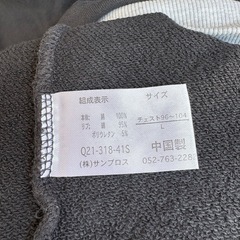 組成表示
サイズ
本体: 綿 100%
リブ: 綿 95%
ポリウレタン 5%
チェスト96〜104
L
Q21-318-41S
中国製
(株)サンプロス
052-763-2282